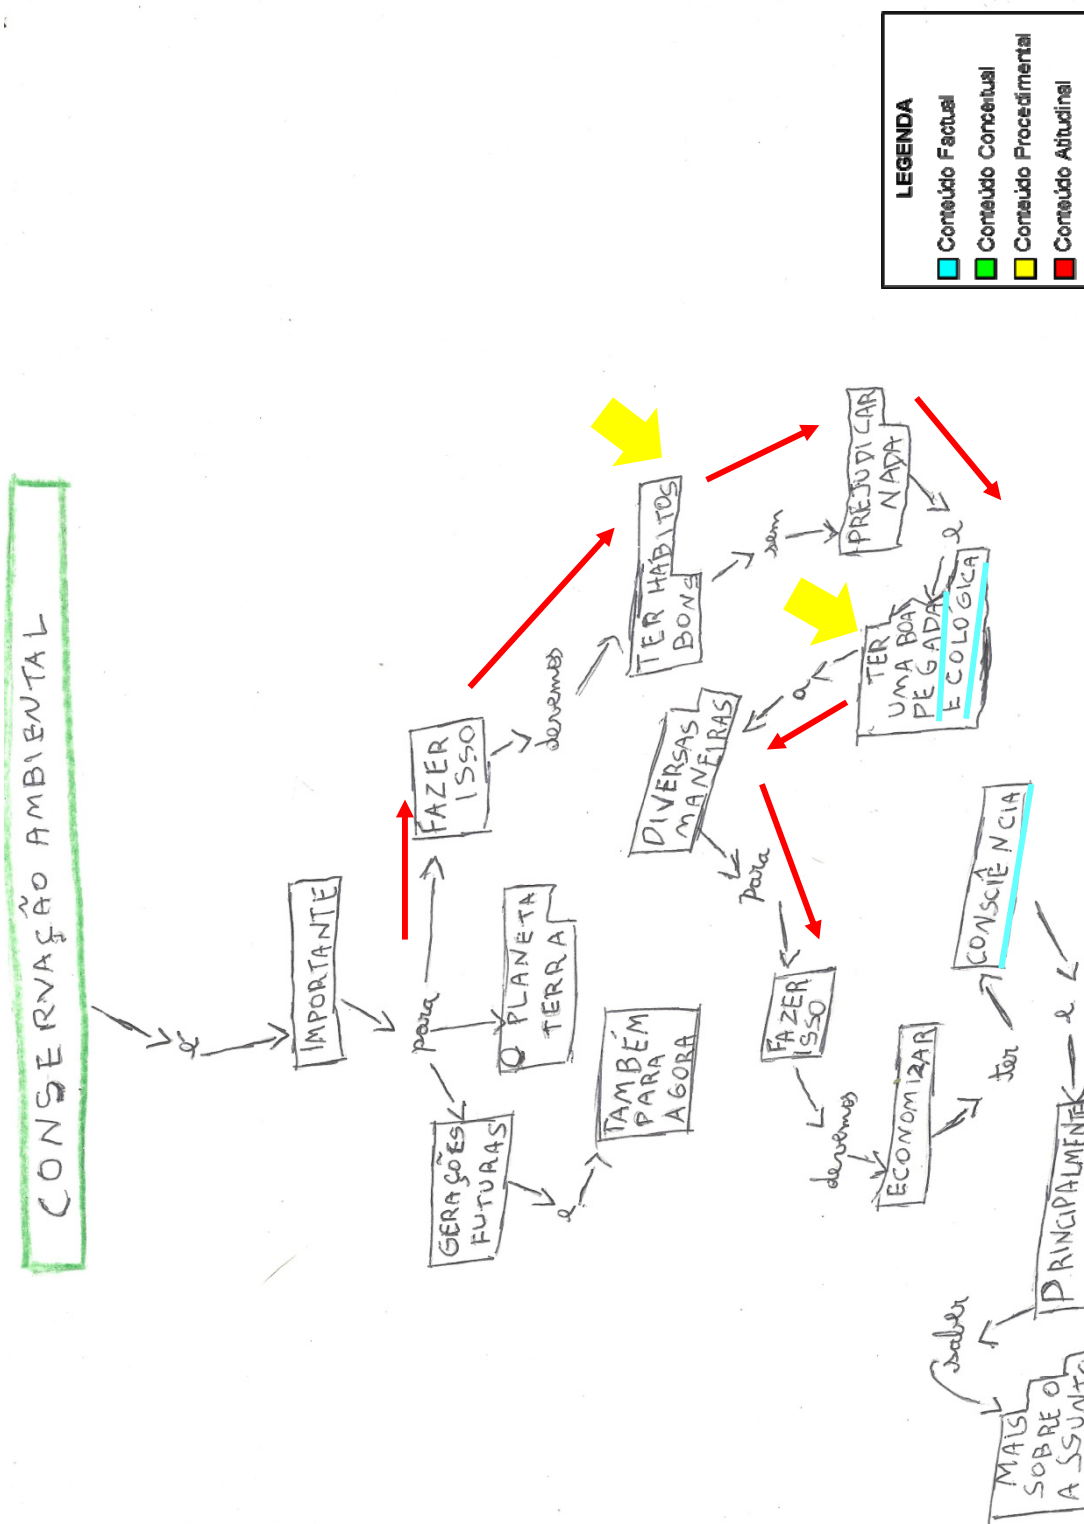 CONSERVAÇÃO AMBIENTAL
é
IMPORTANTE
para
GERAÇÕES
FUTURAS
e
TAMBÉM
PARA
AGORA
O PLANETA
TERRA
FAZER
ISSO
devemos
TER HÁBITOS
BONS
sem
PREJUDICAR
NADA
e
TER
UMA BOA
PEGADA
ECOLÓGICA
a
DIVERSAS
MANEIRAS
para
FAZER
ISSO
devemos
ECONOMIZAR
ter
CONSCIÊNCIA
e
PRINCIPALMENTE
saber
MAIS
SOBRE O
ASSUNTO
LEGENDA
Conteúdo Factual
Conteúdo Conceitual
Conteúdo Procedimental
Conteúdo Atitudinal